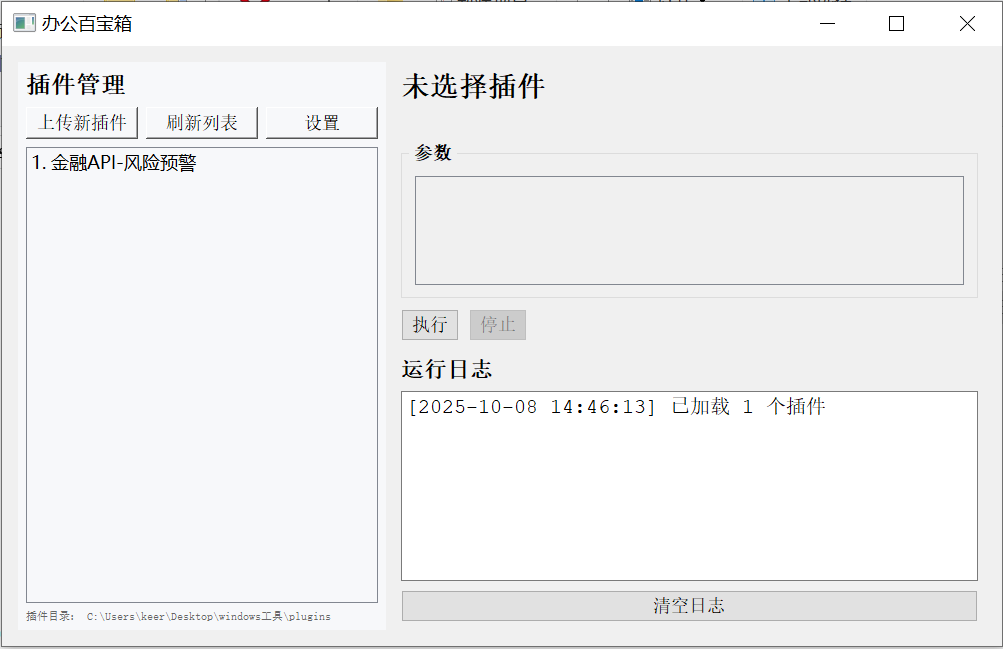 办公百宝箱
插件管理
上传新插件 刷新列表 设置
1. 金融API-风险预警
插件目录: C:\Users\keer\Desktop\windows工具\plugins
未选择插件
参数
执行 停止
运行日志
[2025-10-08 14:46:13] 已加载 1 个插件
清空日志